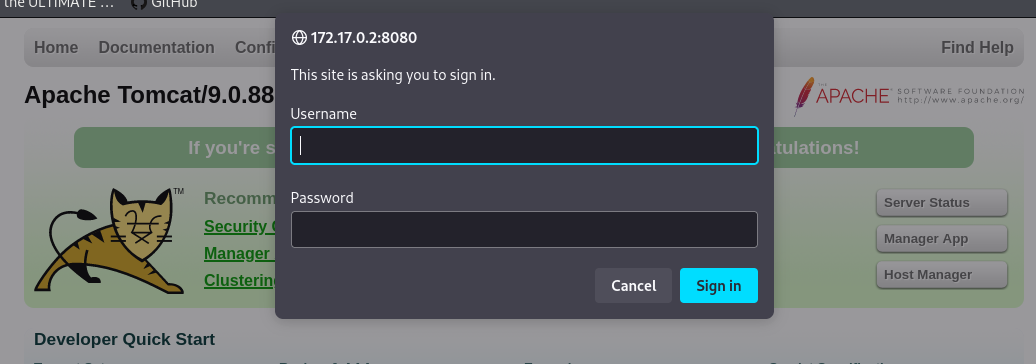 the ULTIMATE ... GitHub
Home Documentation Confi Find Help
172.17.0.2:8080
This site is asking you to sign in.
Apache Tomcat/9.0.88
THE
APACHE SOFTWARE FOUNDATION
http://www.apache.org/
Username
If you're s tulations!
Password
TM
Recomm
Security
Manager
Clustering
Server Status
Manager App
Host Manager
Cancel Sign in
Developer Quick Start